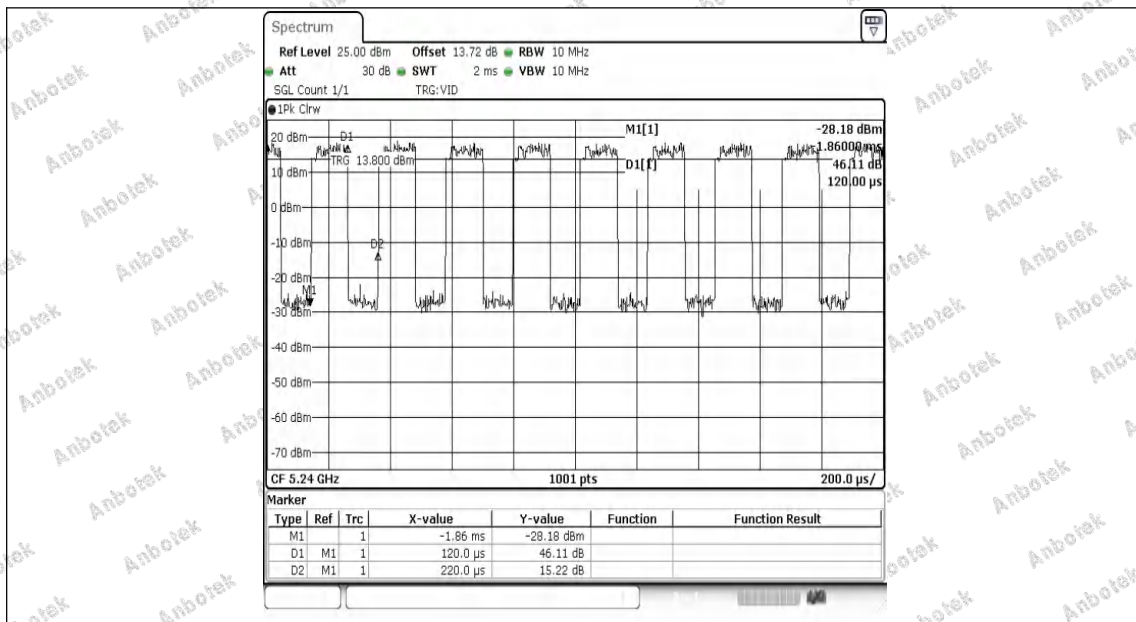 Spectrum
Ref Level 25.00 dBm Offset 13.72 dB RBW 10 MHz
Att 30 dB SWT 2 ms VBW 10 MHz
SGL Count 1/1 TRG:VID
1Pk Clrw
M1[1] -28.18 dBm
-1.86000 ms
D1[1] 46.11 dB
120.00 µs
20 dBm
D1
TRG 13.800 dBm
10 dBm
0 dBm
-10 dBm
D2
-20 dBm
M1
-30 dBm
-40 dBm
-50 dBm
-60 dBm
-70 dBm
CF 5.24 GHz 1001 pts 200.0 µs/
Marker
Type Ref Trc X-value Y-value Function Function Result
M1 1 -1.86 ms -28.18 dBm
D1 M1 1 120.0 µs 46.11 dB
D2 M1 1 220.0 µs 15.22 dB
Anbotek